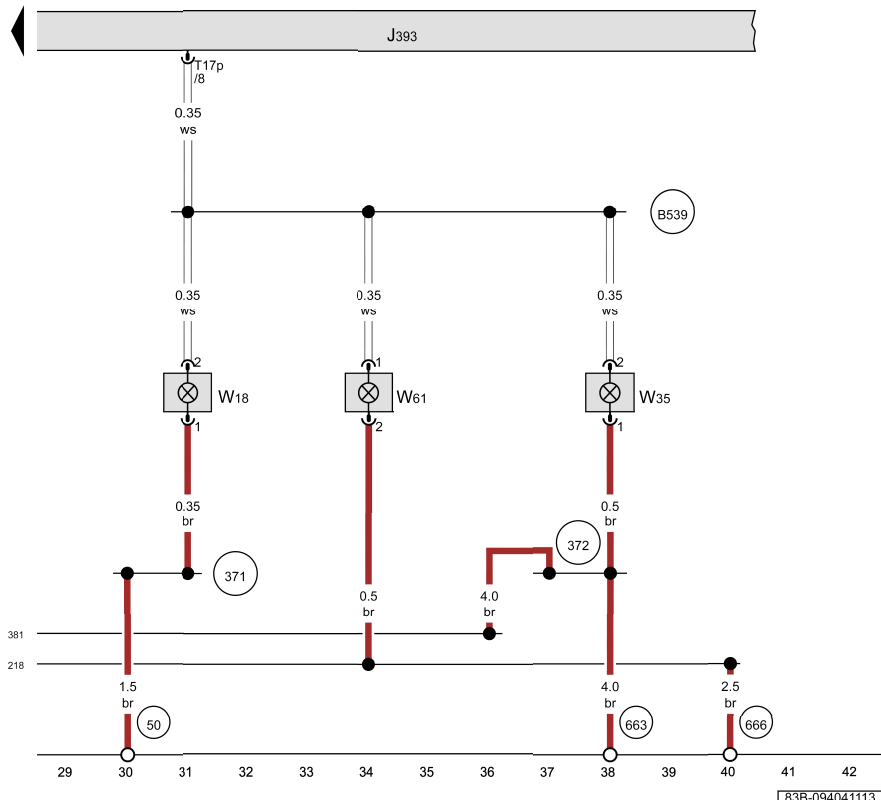 J393
T17p
/8
0.35
ws
B539
0.35 0.35 0.35
ws ws ws
2 1 2
W18 W61 W35
1 2 1
0.35 0.5
br br
372
371
0.5 4.0
br br
381
218
1.5 4.0 2.5
br br br
50 663 666
29 30 31 32 33 34 35 36 37 38 39 40 41 42
83B-094041113